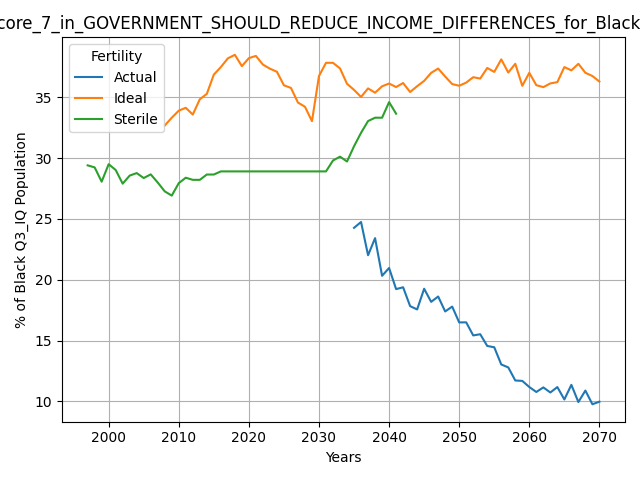 core_7_in_GOVERNMENT_SHOULD_REDUCE_INCOME_DIFFERENCES_for_Black
Fertility
Actual
Ideal
Sterile
% of Black Q3_IQ Population
35
30
25
20
15
10
2000 2010 2020 2030 2040 2050 2060 2070
Years